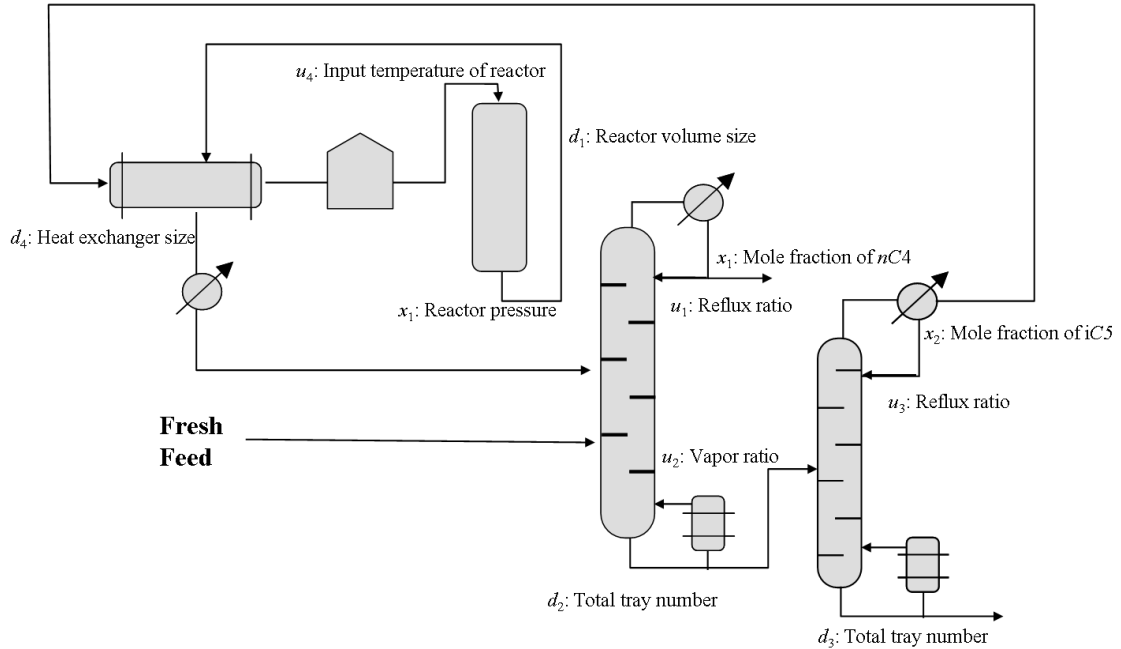 u4: Input temperature of reactor
d1: Reactor volume size
d4: Heat exchanger size
x1: Mole fraction of nC4
x1: Reactor pressure
u1: Reflux ratio
x2: Mole fraction of iC5
u3: Reflux ratio
Fresh
Feed
u2: Vapor ratio
d2: Total tray number
d3: Total tray number